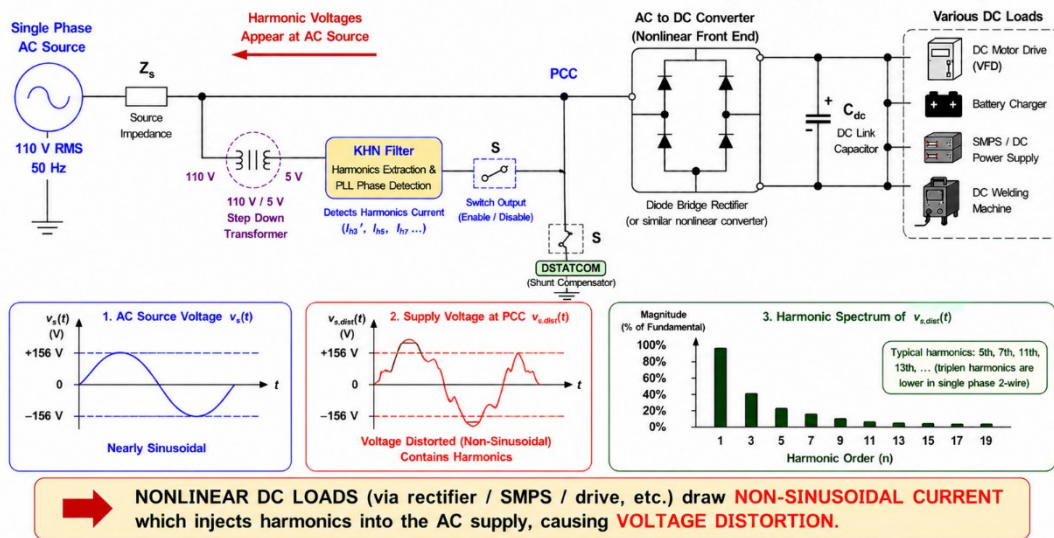 Single Phase
AC Source
110 V RMS
50 Hz
Harmonic Voltages
Appear at AC Source
Zs
Source
Impedance
110 V
5 V
110 V / 5 V
Step Down
Transformer
KHN Filter
Harmonics Extraction &
PLL Phase Detection
Detects Harmonics Current
(Ih3', Ih5, Ih7 ...)
S
Switch Output
(Enable / Disable)
PCC
S
DSTATCOM
(Shunt Compensator)
AC to DC Converter
(Nonlinear Front End)
Diode Bridge Rectifier
(or similar nonlinear converter)
+
Cdc
–
DC Link
Capacitor
Various DC Loads
DC Motor Drive
(VFD)
Battery Charger
SMPS / DC
Power Supply
DC Welding
Machine
1. AC Source Voltage vs(t)
vs(t)
(V)
+156 V
0
–156 V
t
Nearly Sinusoidal
2. Supply Voltage at PCC vs,dist(t)
vs,dist(t)
(V)
+156 V
0
–156 V
t
Voltage Distorted (Non-Sinusoidal)
Contains Harmonics
3. Harmonic Spectrum of vs,dist(t)
Magnitude
(% of Fundamental)
100%
80%
60%
40%
20%
0%
1 3 5 7 9 11 13 15 17 19
Harmonic Order (n)
Typical harmonics: 5th, 7th, 11th,
13th, ... (triplen harmonics are
lower in single phase 2-wire)
NONLINEAR DC LOADS (via rectifier / SMPS / drive, etc.) draw NON-SINUSOIDAL CURRENT
which injects harmonics into the AC supply, causing VOLTAGE DISTORTION.